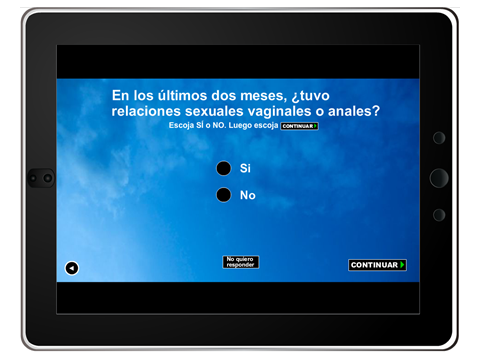 En los últimos dos meses, ¿tuvo
relaciones sexuales vaginales o anales?
Escoja SÍ o NO. Luego escoja CONTINUAR
Si
No
No quiero
responder
CONTINUAR